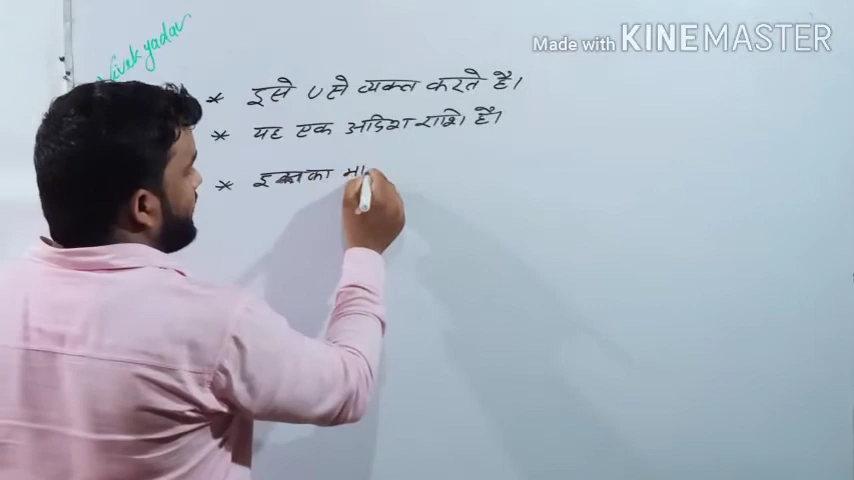 Made with KINEMASTER
Vivek yadav
* इसे U से व्यक्त करते है।
* यह एक अदिश राशि है।
* इसका मा